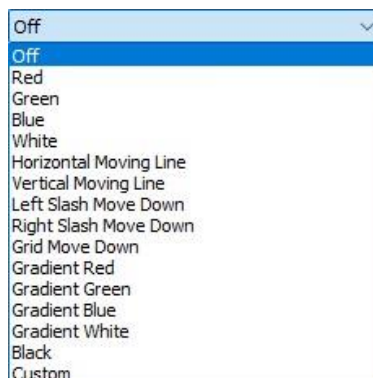 Off
Off
Red
Green
Blue
White
Horizontal Moving Line
Vertical Moving Line
Left Slash Move Down
Right Slash Move Down
Grid Move Down
Gradient Red
Gradient Green
Gradient Blue
Gradient White
Black
Custom